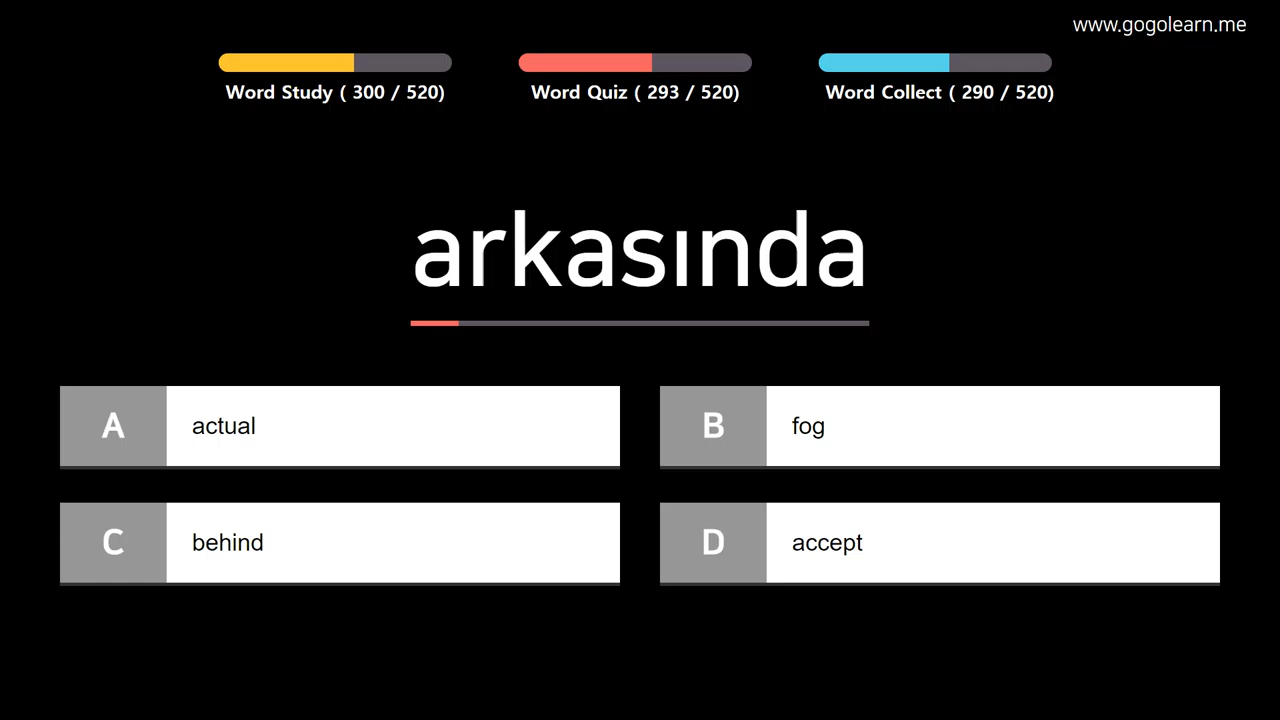 www.gogolearn.me
Word Study ( 300 / 520)
Word Quiz ( 293 / 520)
Word Collect ( 290 / 520)
arkasında
A actual
B fog
C behind
D accept